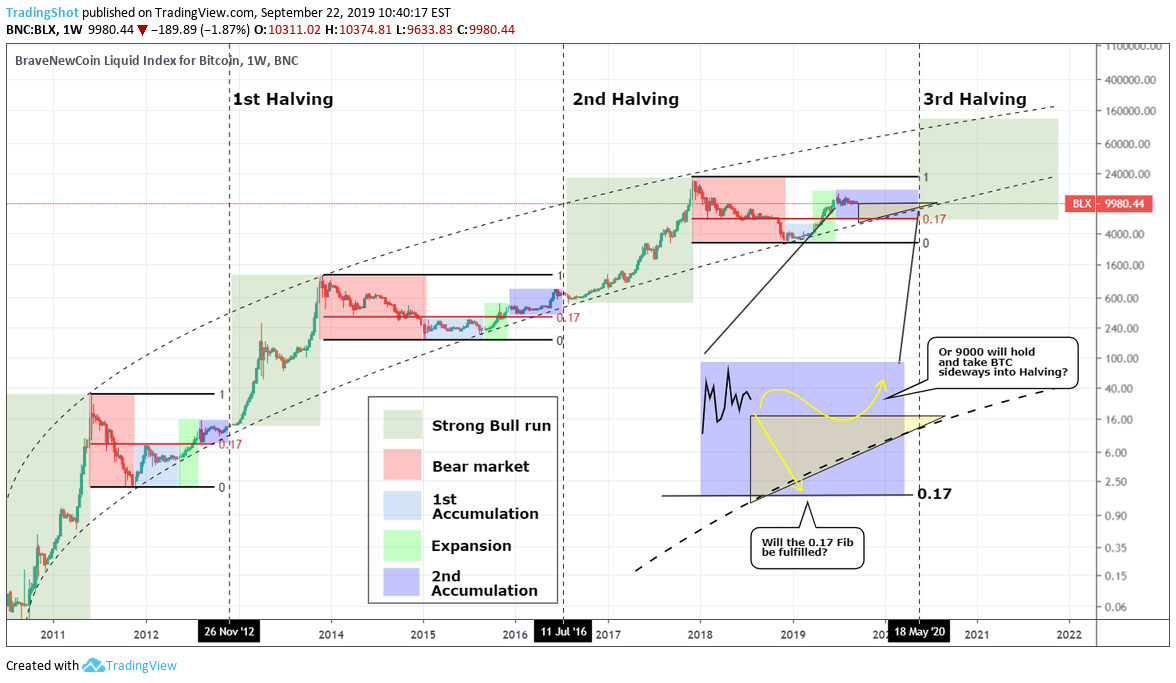 TradingShot published on TradingView.com, September 22, 2019 10:40:17 EST
BNC:BLX, 1W 9980.44 ▼ −189.89 (−1.87%) O:10311.02 H:10374.81 L:9633.83 C:9980.44
BraveNewCoin Liquid Index for Bitcoin, 1W, BNC
1st Halving
2nd Halving
3rd Halving
1
0.17
0
1
0.17
0
1
0.17
0
1100000.00
400000.00
160000.00
60000.00
24000.00
BLX 9980.44
4000.00
1600.00
600.00
240.00
100.00
40.00
16.00
6.00
2.50
0.90
0.35
0.15
0.06
Strong Bull run
Bear market
1st
Accumulation
Expansion
2nd
Accumulation
Or 9000 will hold
and take BTC
sideways into Halving?
0.17
Will the 0.17 Fib
be fulfilled?
2011
2012
26 Nov '12
2014
2015
2016
11 Jul '16
2017
2018
2019
18 May '20
2021
2022
Created with TradingView